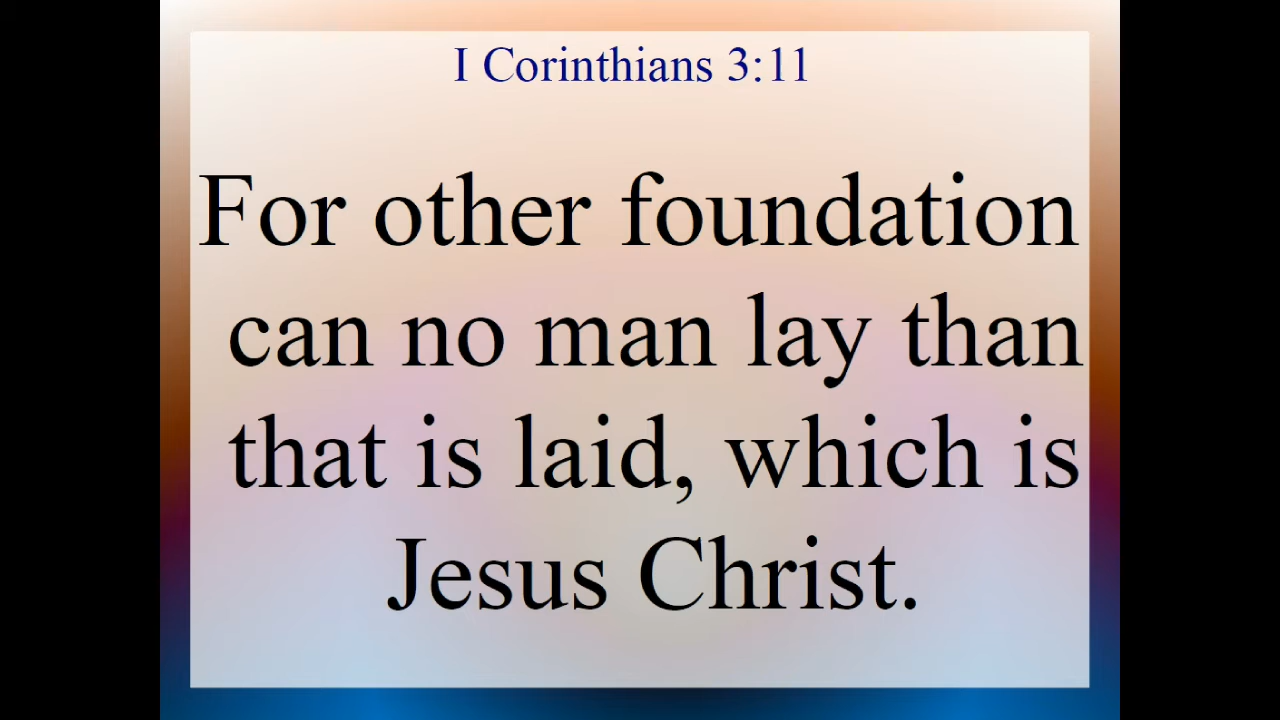 I Corinthians 3:11
For other foundation
can no man lay than
that is laid, which is
Jesus Christ.